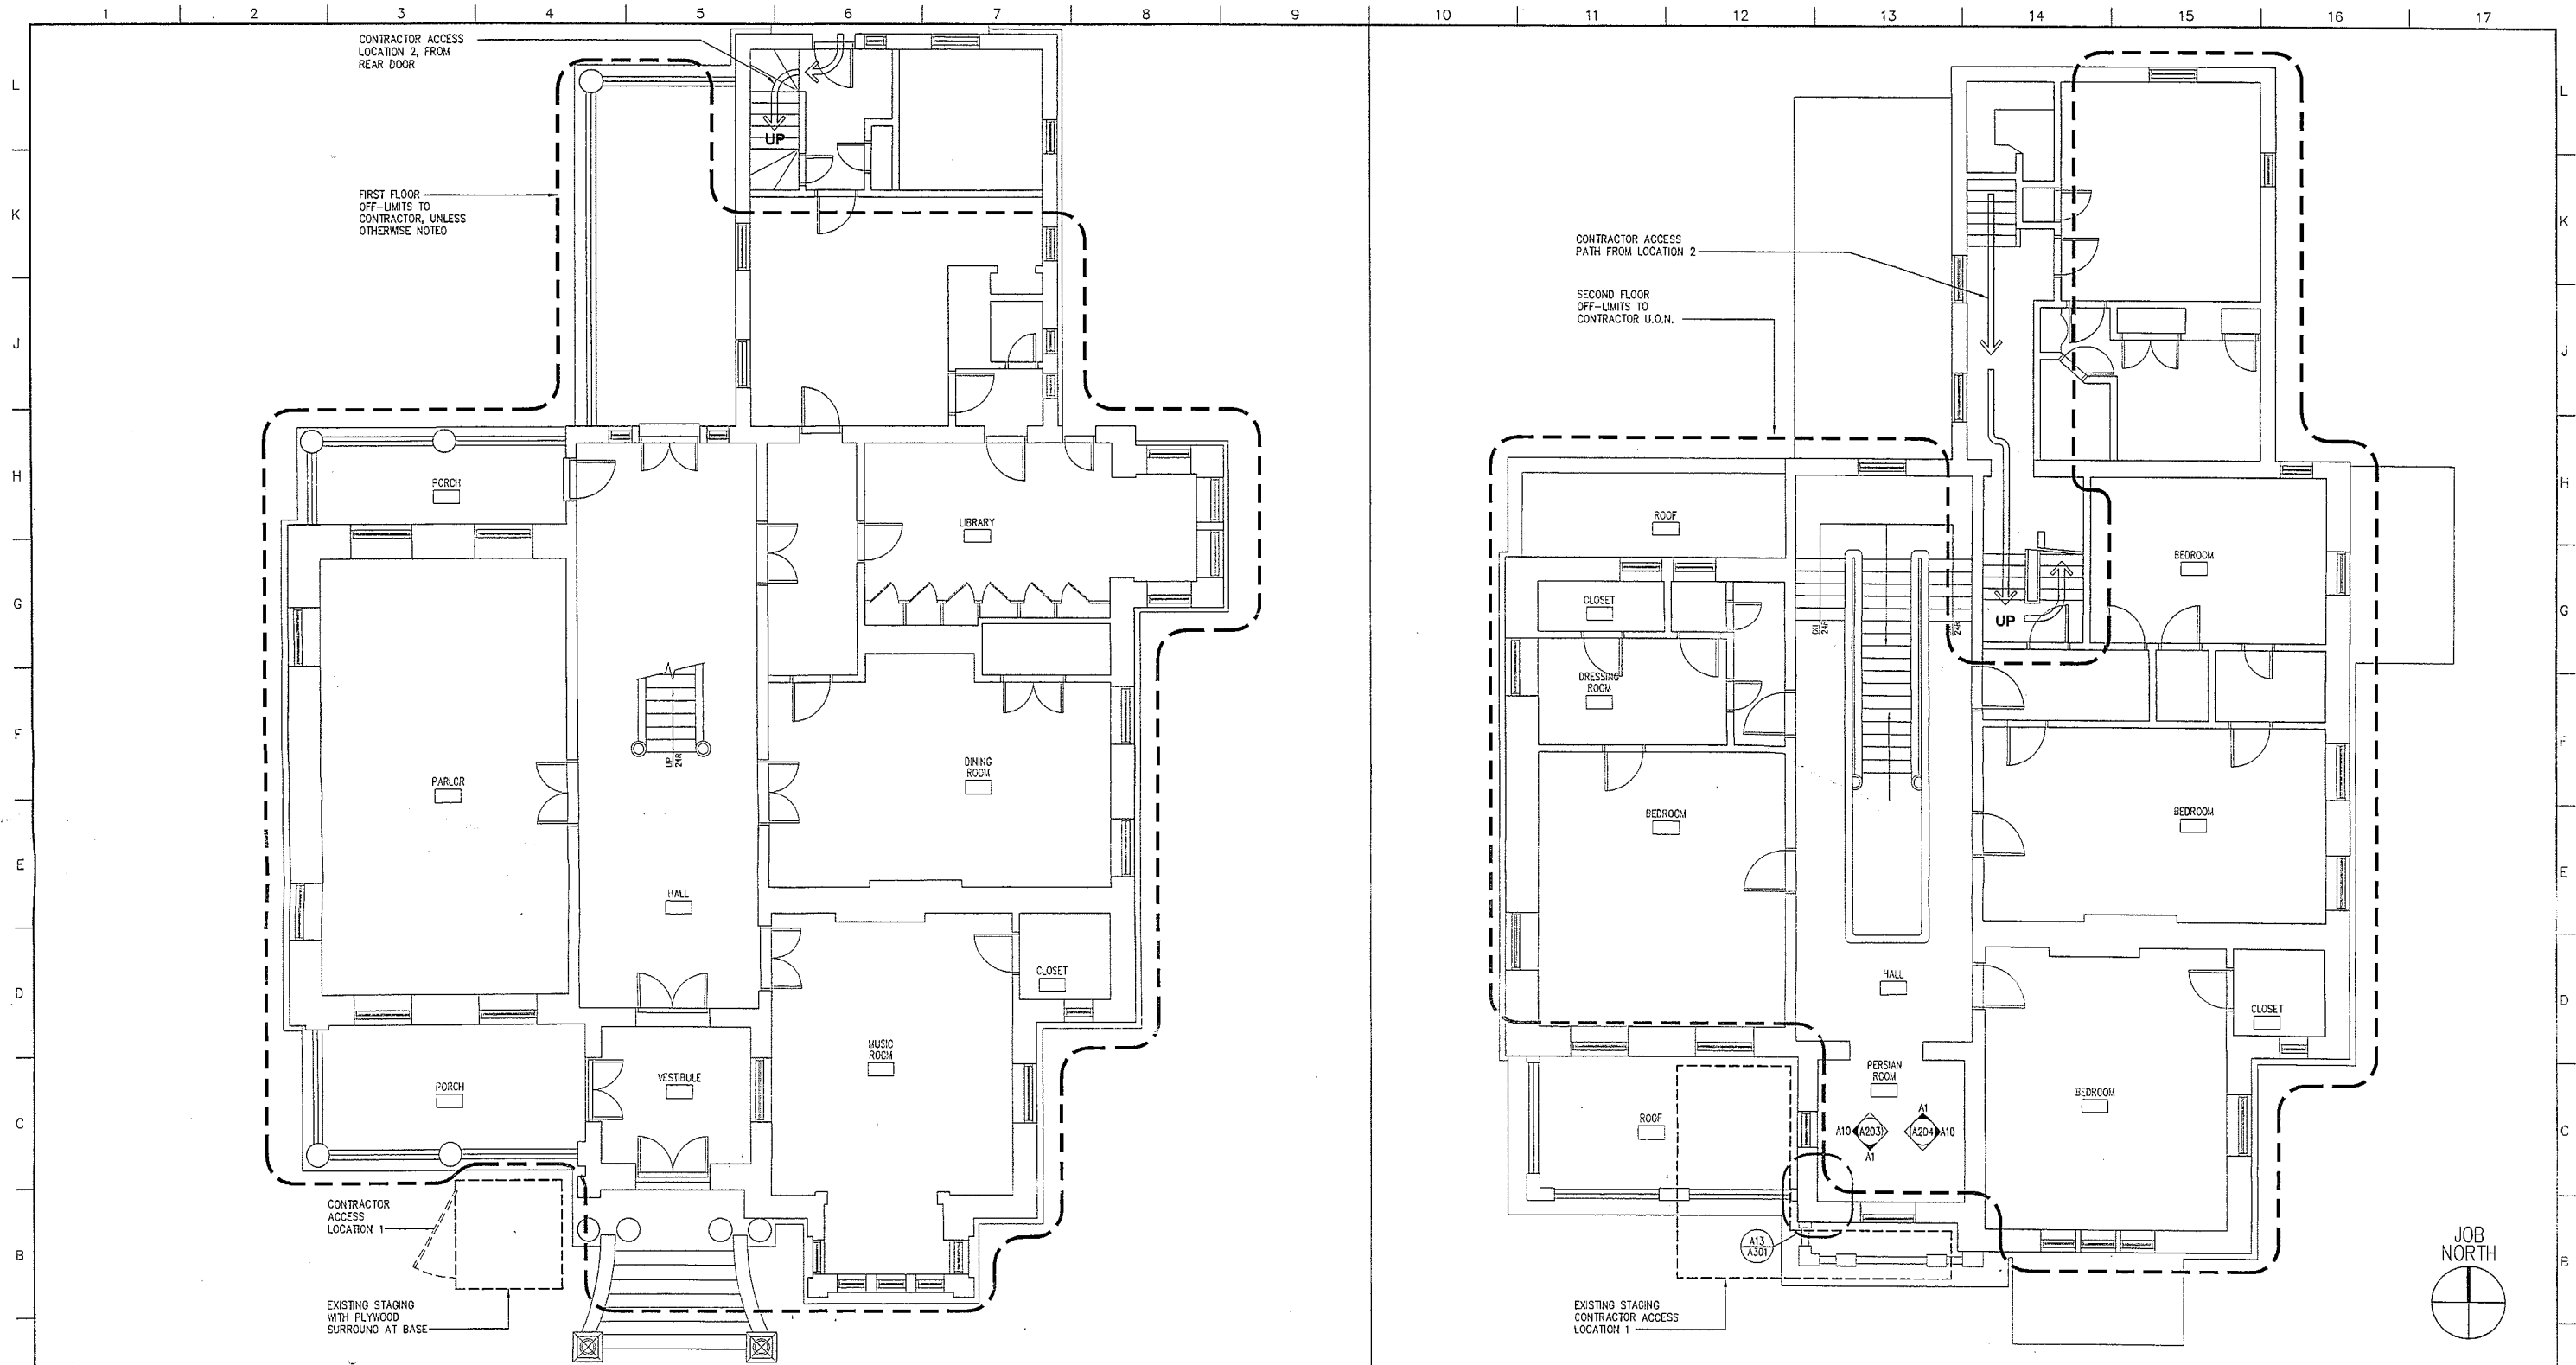 1 2 3 4 5 6 7 8 9 10 11 12 13 14 15 16 17
L
K
J
H
G
F
E
D
C
B
CONTRACTOR ACCESS
LOCATION 2, FROM
REAR DOOR
UP
FIRST FLOOR
OFF-LIMITS TO
CONTRACTOR, UNLESS
OTHERWISE NOTED
PORCH
LIBRARY
UP
24R
PARLOR
DINING
ROOM
HALL
CLOSET
MUSIC
ROOM
VESTIBULE
PORCH
CONTRACTOR
ACCESS
LOCATION 1
EXISTING STAGING
WITH PLYWOOD
SURROUND AT BASE
CONTRACTOR ACCESS
PATH FROM LOCATION 2
SECOND FLOOR
OFF-LIMITS TO
CONTRACTOR U.O.N.
ROOF
BEDROOM
CLOSET
UP
24R
24R
DRESSING
ROOM
BEDROOM
BEDROOM
HALL
CLOSET
PERSIAN
ROOM
BEDROOM
ROOF
A1
A10 A203 A204 A10
A1
A13
A301
EXISTING STAGING
CONTRACTOR ACCESS
LOCATION 1
JOB
NORTH
L
K
J
H
G
F
E
D
C
B